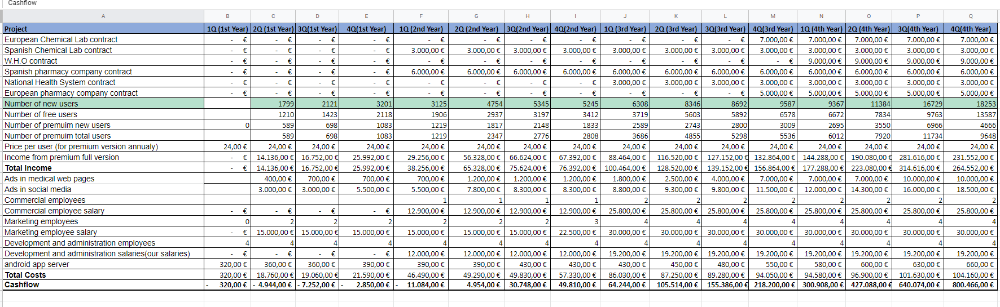 Cashflow
A B C D E F G H I J K L M N O P Q
Project 1Q (1st Year) 2Q (1st Year) 3Q(1st Year) 4Q(1st Year) 1Q (2nd Year) 2Q (2nd Year) 3Q(2nd Year) 4Q(2nd Year) 1Q (3rd Year) 2Q (3rd Year) 3Q(3rd Year) 4Q(3rd Year) 1Q (4th Year) 2Q (4th Year) 3Q(4th Year) 4Q(4th Year)
European Chemical Lab contract - € - € - € - € - € - € - € - € - € - € - € 7.000,00 € 7.000,00 € 7.000,00 € 7.000,00 € 7.000,00 €
Spanish Chemical Lab contract - € - € - € - € 3.000,00 € 3.000,00 € 3.000,00 € 3.000,00 € 3.000,00 € 3.000,00 € 3.000,00 € 3.000,00 € 3.000,00 € 3.000,00 € 3.000,00 € 3.000,00 €
W.H.O contract - € - € - € - € - € - € - € - € - € - € - € - € 9.000,00 € 9.000,00 € 9.000,00 € 9.000,00 €
Spanish pharmacy company contract - € - € - € - € 6.000,00 € 6.000,00 € 6.000,00 € 6.000,00 € 6.000,00 € 6.000,00 € 6.000,00 € 6.000,00 € 6.000,00 € 6.000,00 € 6.000,00 € 6.000,00 €
National Health System contract - € - € - € - € - € - € - € - € 3.000,00 € 3.000,00 € 3.000,00 € 3.000,00 € 3.000,00 € 3.000,00 € 3.000,00 € 3.000,00 €
European pharmacy company contract - € - € - € - € - € - € - € - € - € - € - € 5.000,00 € 5.000,00 € 5.000,00 € 5.000,00 € 5.000,00 €
Number of new users 1799 2121 3201 3125 4754 5345 5245 6308 8346 8692 9587 9367 11384 16729 18253
Number of free users 1210 1423 2118 1906 2937 3197 3412 3719 5603 5892 6578 6672 7834 9763 13587
Number of premuim new users 0 589 698 1083 1219 1817 2148 1833 2589 2743 2800 3009 2695 3550 6966 4666
Number of premuim total users 589 698 1083 1219 2347 2776 2808 3686 4855 5298 5536 6012 7920 11734 9648
Price per user (for premium version annualy) 24,00 € 24,00 € 24,00 € 24,00 € 24,00 € 24,00 € 24,00 € 24,00 € 24,00 € 24,00 € 24,00 € 24,00 € 24,00 € 24,00 € 24,00 € 24,00 €
Income from premium full version - € 14.136,00 € 16.752,00 € 25.992,00 € 29.256,00 € 56.328,00 € 66.624,00 € 67.392,00 € 88.464,00 € 116.520,00 € 127.152,00 € 132.864,00 € 144.288,00 € 190.080,00 € 281.616,00 € 231.552,00 €
Total Income - € 14.136,00 € 16.752,00 € 25.992,00 € 38.256,00 € 65.328,00 € 75.624,00 € 76.392,00 € 100.464,00 € 128.520,00 € 139.152,00 € 156.864,00 € 177.288,00 € 223.080,00 € 314.616,00 € 264.552,00 €
Ads in medical web pages 400,00 € 700,00 € 700,00 € 700,00 € 1.200,00 € 1.200,00 € 1.200,00 € 1.800,00 € 2.500,00 € 4.000,00 € 7.000,00 € 7.000,00 € 7.000,00 € 10.000,00 € 10.000,00 €
Ads in social media 3.000,00 € 3.000,00 € 5.500,00 € 5.500,00 € 7.800,00 € 8.300,00 € 8.300,00 € 8.800,00 € 9.300,00 € 9.800,00 € 11.500,00 € 12.000,00 € 14.300,00 € 16.000,00 € 18.500,00 €
Commercial employees 1 1 1 1 2 2 2 2 2 2 2 2
Commercial employee salary - € - € - € - € 12.900,00 € 12.900,00 € 12.900,00 € 12.900,00 € 25.800,00 € 25.800,00 € 25.800,00 € 25.800,00 € 25.800,00 € 25.800,00 € 25.800,00 € 25.800,00 €
Marketing employees 0 2 2 2 2 2 2 3 4 4 4 4 4 4 4 4
Marketing employee salary - € 15.000,00 € 15.000,00 € 15.000,00 € 15.000,00 € 15.000,00 € 15.000,00 € 22.500,00 € 30.000,00 € 30.000,00 € 30.000,00 € 30.000,00 € 30.000,00 € 30.000,00 € 30.000,00 € 30.000,00 €
Development and administration employees 4 4 4 4 4 4 4 4 4 4 4 4 4 4 4 4
Development and administration salaries(our salaries) - € - € - € - € 12.000,00 € 12.000,00 € 12.000,00 € 12.000,00 € 19.200,00 € 19.200,00 € 19.200,00 € 19.200,00 € 19.200,00 € 19.200,00 € 19.200,00 € 19.200,00 €
android app server 320,00 € 360,00 € 360,00 € 390,00 € 390,00 € 390,00 € 430,00 € 430,00 € 430,00 € 450,00 € 480,00 € 550,00 € 580,00 € 600,00 € 630,00 € 660,00 €
Total Costs 320,00 € 18.760,00 € 19.060,00 € 21.590,00 € 46.490,00 € 49.290,00 € 49.830,00 € 57.330,00 € 86.030,00 € 87.250,00 € 89.280,00 € 94.050,00 € 94.580,00 € 96.900,00 € 101.630,00 € 104.160,00 €
Cashflow - 320,00 € - 4.944,00 € - 7.252,00 € - 2.850,00 € - 11.084,00 € 4.954,00 € 30.748,00 € 49.810,00 € 64.244,00 € 105.514,00 € 155.386,00 € 218.200,00 € 300.908,00 € 427.088,00 € 640.074,00 € 800.466,00 €